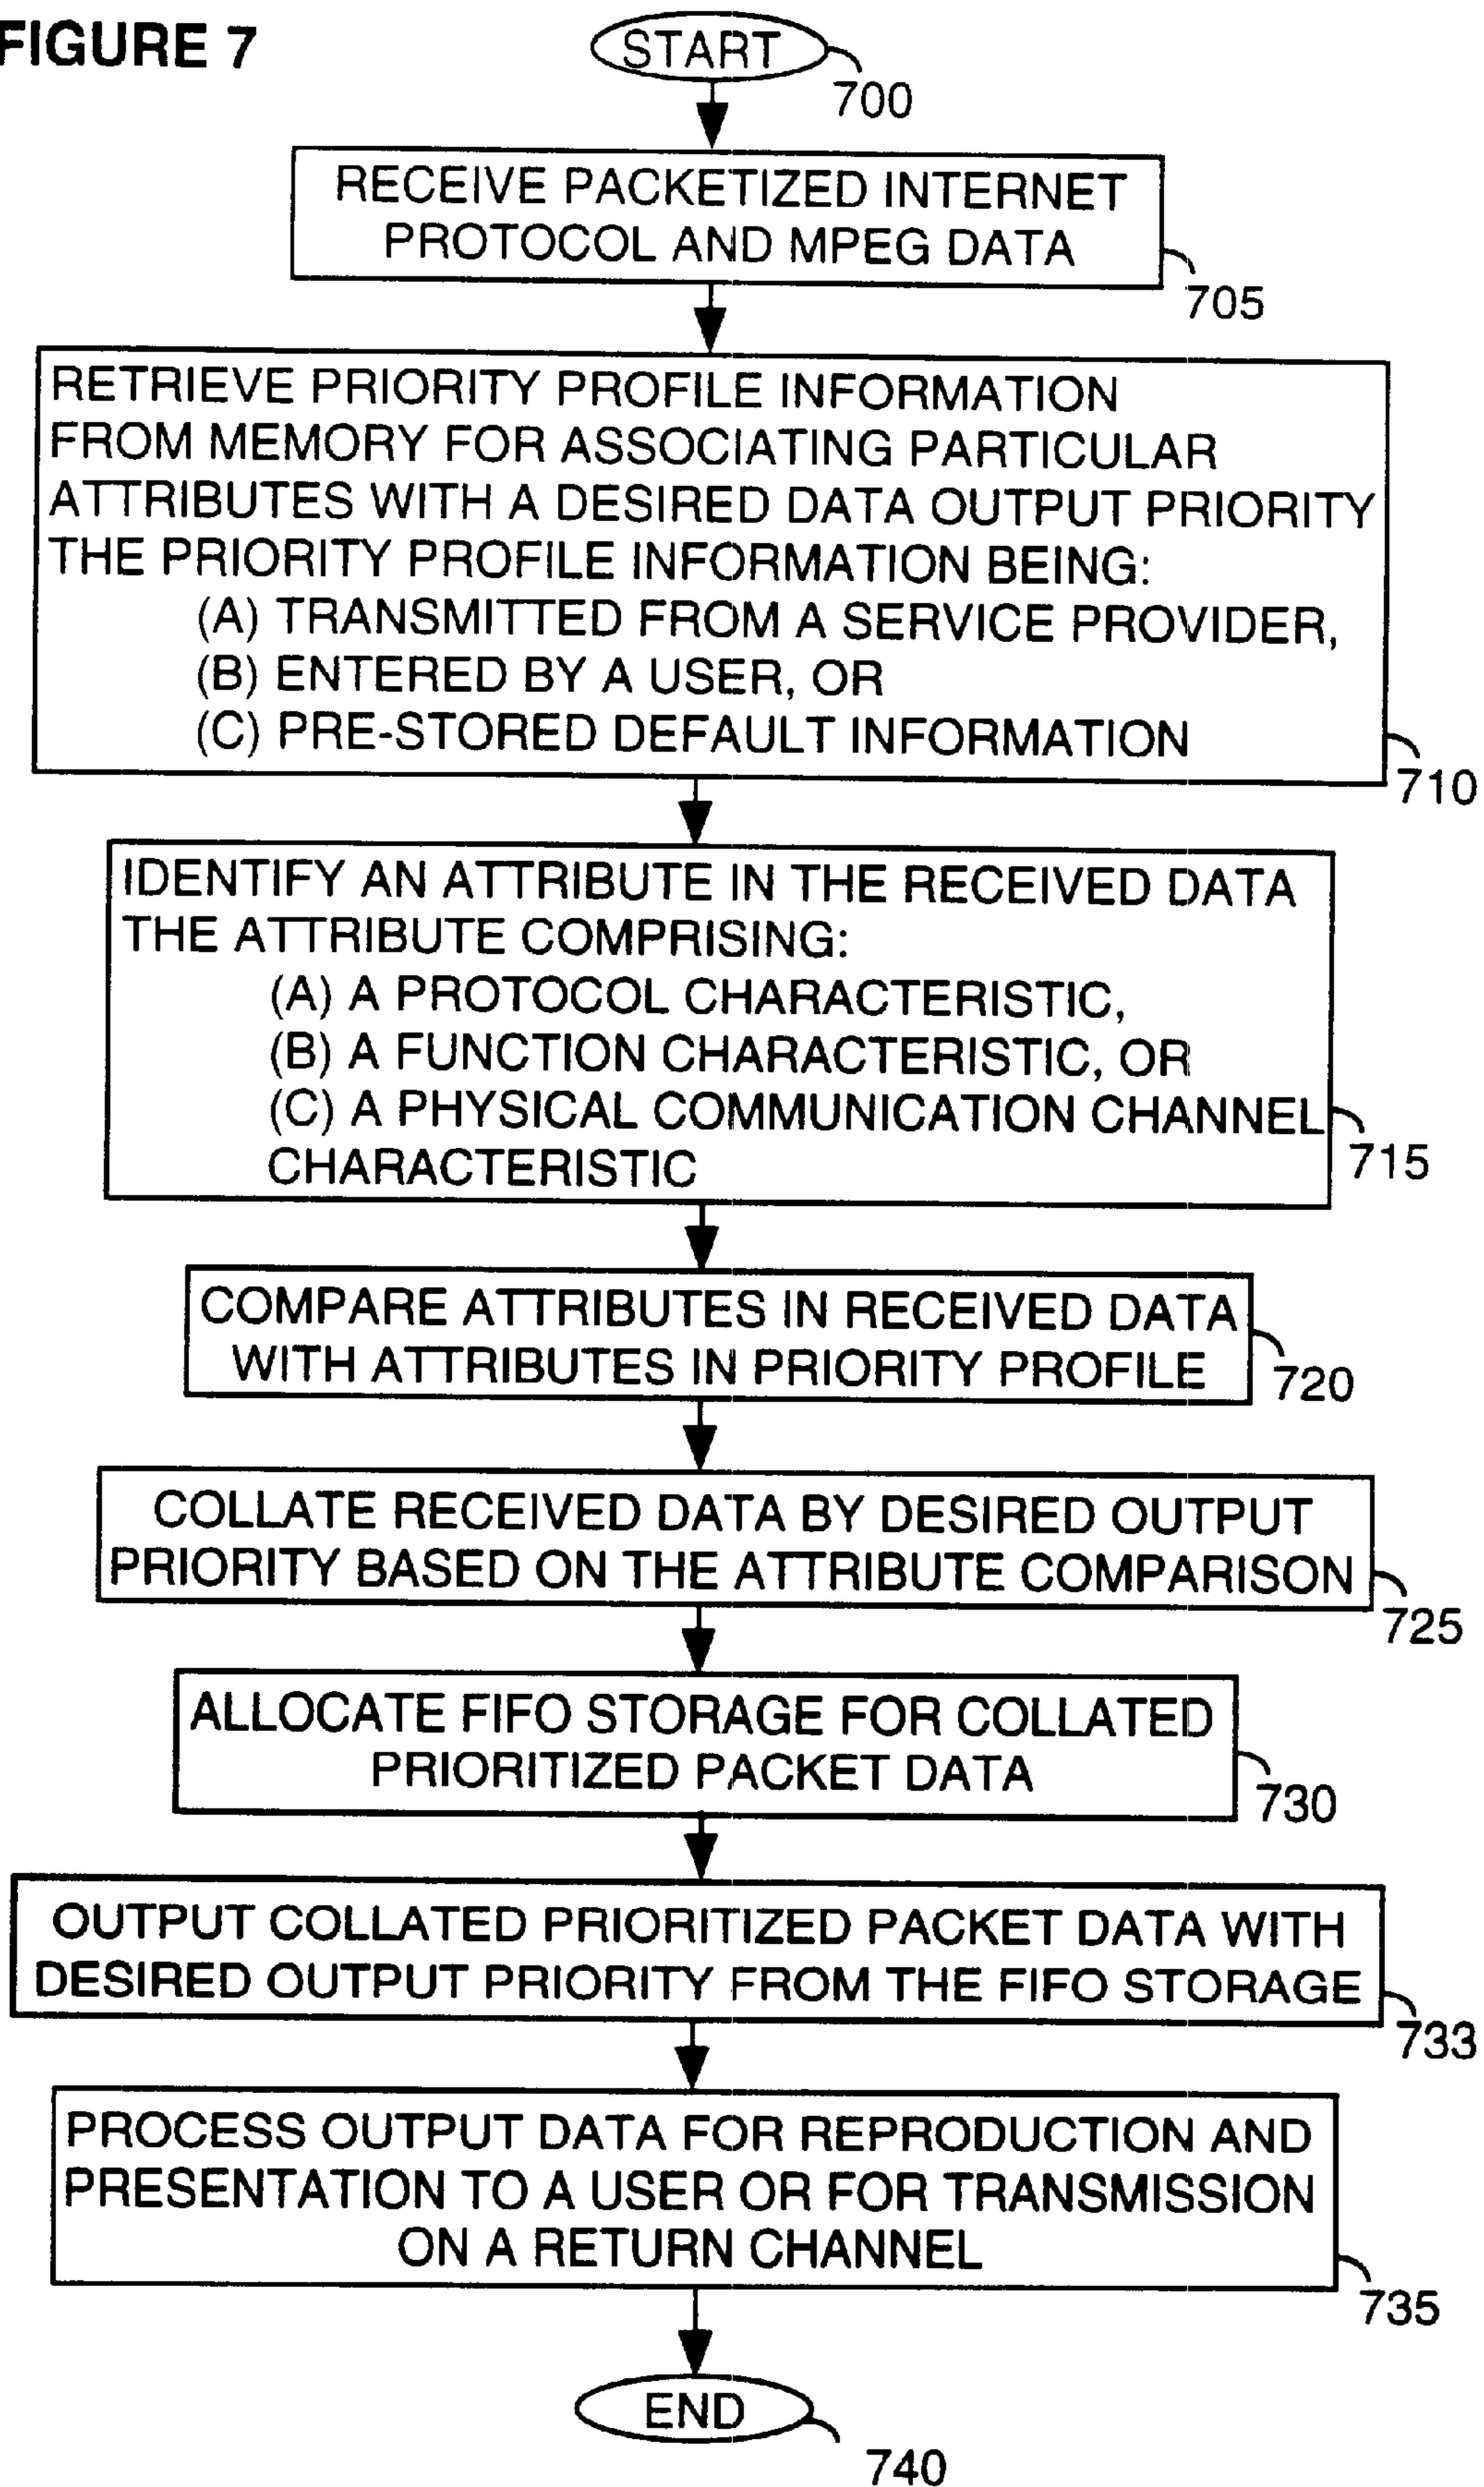 FIGURE 7
START
700
RECEIVE PACKETIZED INTERNET
PROTOCOL AND MPEG DATA
705
RETRIEVE PRIORITY PROFILE INFORMATION
FROM MEMORY FOR ASSOCIATING PARTICULAR
ATTRIBUTES WITH A DESIRED DATA OUTPUT PRIORITY
THE PRIORITY PROFILE INFORMATION BEING:
(A) TRANSMITTED FROM A SERVICE PROVIDER,
(B) ENTERED BY A USER, OR
(C) PRE-STORED DEFAULT INFORMATION
710
IDENTIFY AN ATTRIBUTE IN THE RECEIVED DATA
THE ATTRIBUTE COMPRISING:
(A) A PROTOCOL CHARACTERISTIC,
(B) A FUNCTION CHARACTERISTIC, OR
(C) A PHYSICAL COMMUNICATION CHANNEL
CHARACTERISTIC
715
COMPARE ATTRIBUTES IN RECEIVED DATA
WITH ATTRIBUTES IN PRIORITY PROFILE
720
COLLATE RECEIVED DATA BY DESIRED OUTPUT
PRIORITY BASED ON THE ATTRIBUTE COMPARISON
725
ALLOCATE FIFO STORAGE FOR COLLATED
PRIORITIZED PACKET DATA
730
OUTPUT COLLATED PRIORITIZED PACKET DATA WITH
DESIRED OUTPUT PRIORITY FROM THE FIFO STORAGE
733
PROCESS OUTPUT DATA FOR REPRODUCTION AND
PRESENTATION TO A USER OR FOR TRANSMISSION
ON A RETURN CHANNEL
735
END
740